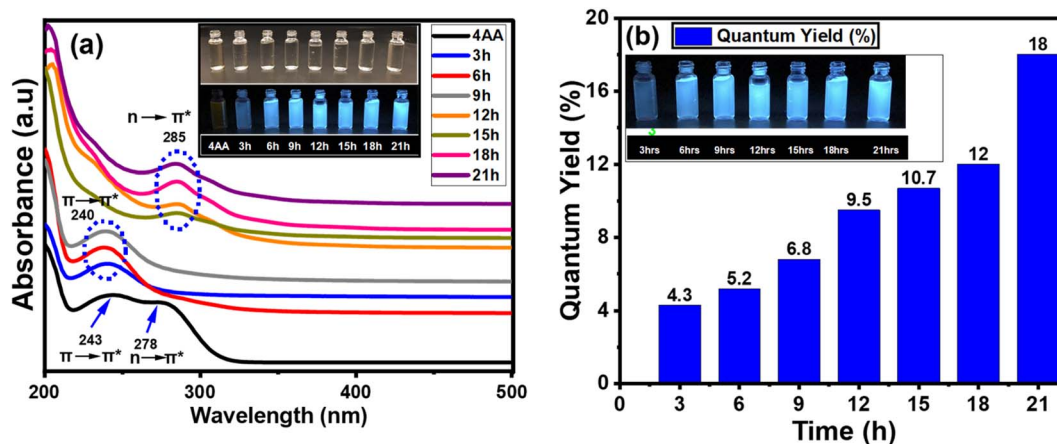 (a)
4AA
3h
6h
9h
12h
15h
18h
21h
4AA 3h 6h 9h 12h 15h 18h 21h
n → π*
285
π→π*
240
243
278
π → π*
n →π*
Absorbance (a.u)
200 300 400 500
Wavelength (nm)
(b)
Quantum Yield (%)
3hrs 6hrs 9hrs 12hrs 15hrs 18hrs 21hrs
3
20
16
12
8
4
0
4.3
5.2
6.8
9.5
10.7
12
18
Quantum Yield (%)
0 3 6 9 12 15 18 21
Time (h)